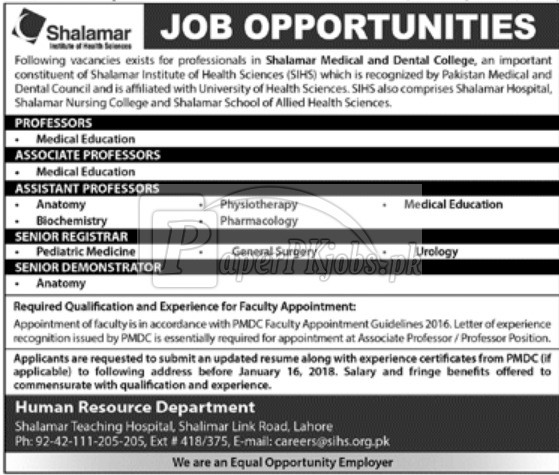 Shalamar
Institute of Health Sciences
JOB OPPORTUNITIES
Following vacancies exists for professionals in Shalamar Medical and Dental College, an important
constituent of Shalamar Institute of Health Sciences (SIHS) which is recognized by Pakistan Medical and
Dental Council and is affiliated with University of Health Sciences. SIHS also comprises Shalamar Hospital,
Shalamar Nursing College and Shalamar School of Allied Health Sciences.
PROFESSORS
• Medical Education
ASSOCIATE PROFESSORS
• Medical Education
ASSISTANT PROFESSORS
• Anatomy • Physiotherapy • Medical Education
• Biochemistry • Pharmacology
SENIOR REGISTRAR
• Pediatric Medicine • General Surgery • Urology
SENIOR DEMONSTRATOR
• Anatomy
PaperPKjobs.pk
Required Qualification and Experience for Faculty Appointment:
Appointment of faculty is in accordance with PMDC Faculty Appointment Guidelines 2016. Letter of experience
recognition issued by PMDC is essentially required for appointment at Associate Professor / Professor Position.
Applicants are requested to submit an updated resume along with experience certificates from PMDC (if
applicable) to following address before January 16, 2018. Salary and fringe benefits offered to
commensurate with qualification and experience.
Human Resource Department
Shalamar Teaching Hospital, Shalimar Link Road, Lahore
Ph: 92-42-111-205-205, Ext # 418/375, E-mail: careers@sihs.org.pk
We are an Equal Opportunity Employer